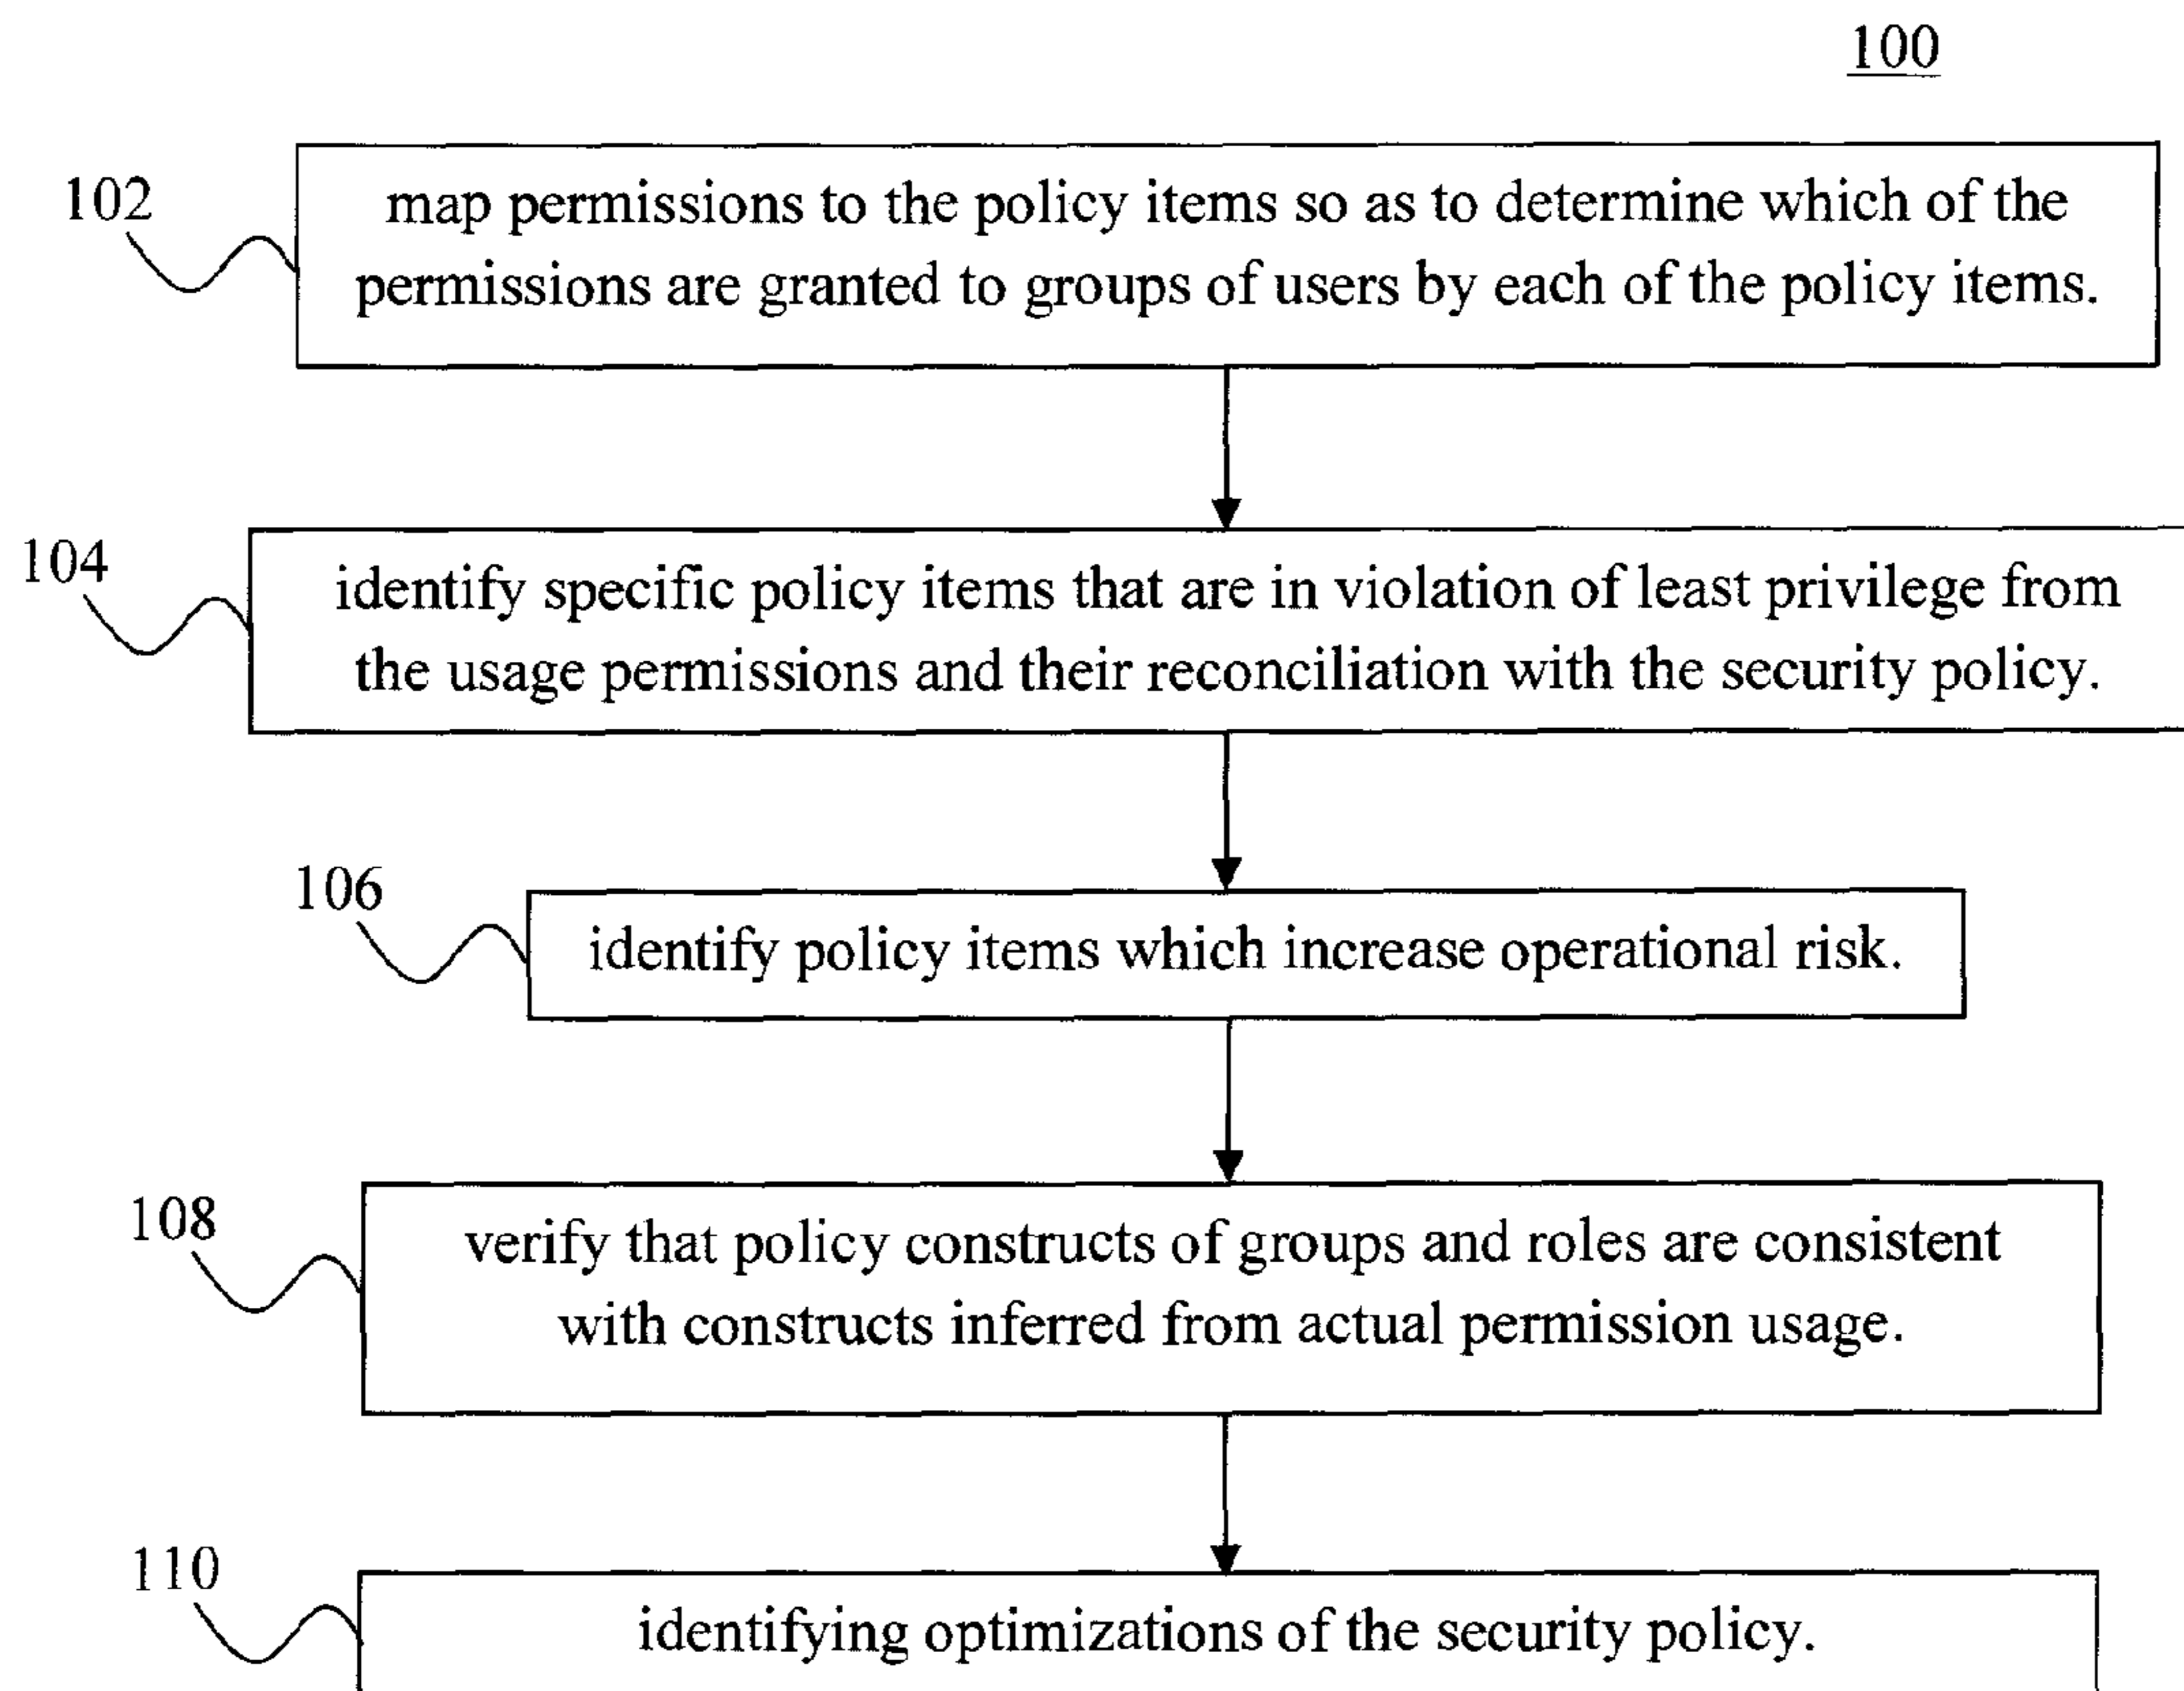 100
102
map permissions to the policy items so as to determine which of the
permissions are granted to groups of users by each of the policy items.
104
identify specific policy items that are in violation of least privilege from
the usage permissions and their reconciliation with the security policy.
106
identify policy items which increase operational risk.
108
verify that policy constructs of groups and roles are consistent
with constructs inferred from actual permission usage.
110
identifying optimizations of the security policy.